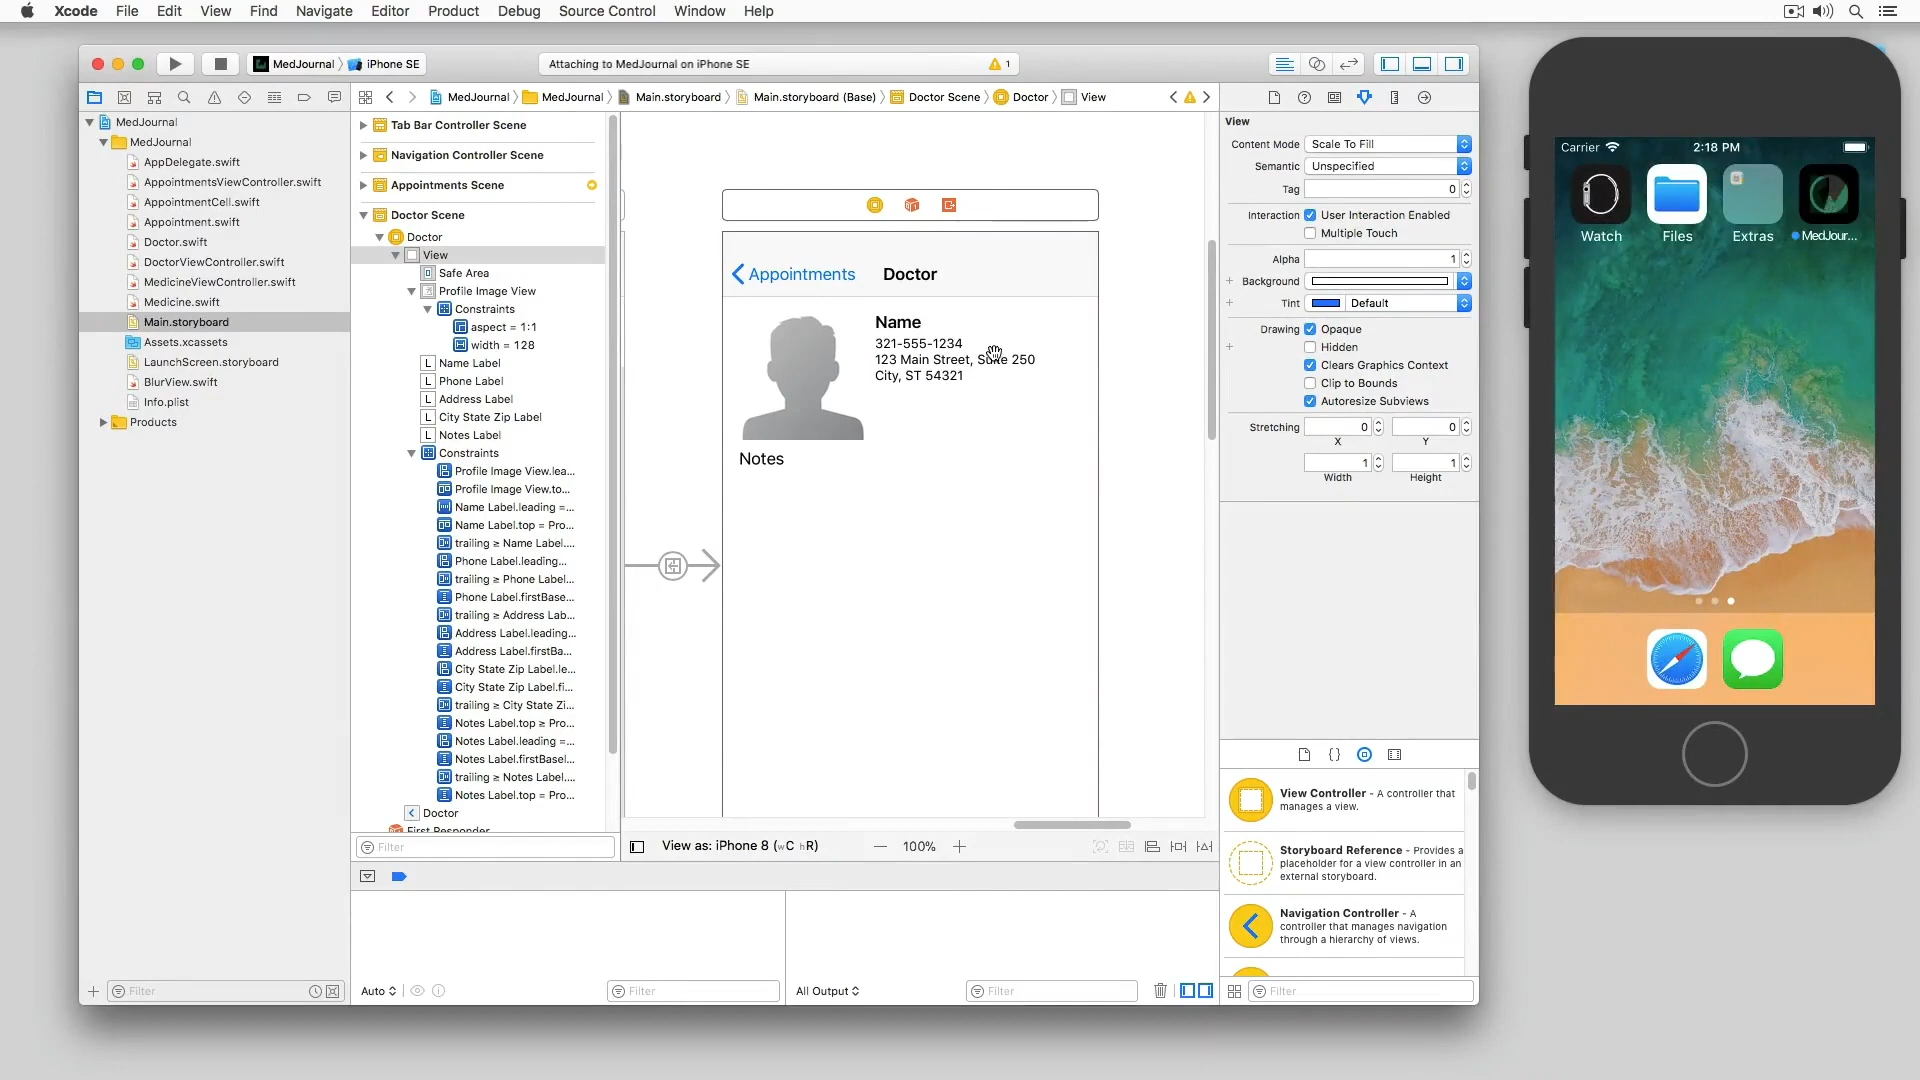 Xcode File Edit View Find Navigate Editor Product Debug Source Control Window Help
MedJournal iPhone SE
Attaching to MedJournal on iPhone SE
1
MedJournal MedJournal Main.storyboard Main.storyboard (Base) Doctor Scene Doctor View
MedJournal
MedJournal
AppDelegate.swift
AppointmentsViewController.swift
AppointmentCell.swift
Appointment.swift
Doctor.swift
DoctorViewController.swift
MedicineViewController.swift
Medicine.swift
Main.storyboard
Assets.xcassets
LaunchScreen.storyboard
BlurView.swift
Info.plist
Products
Filter
Tab Bar Controller Scene
Navigation Controller Scene
Appointments Scene
Doctor Scene
Doctor
View
Safe Area
Profile Image View
Constraints
aspect = 1:1
width = 128
L Name Label
L Phone Label
L Address Label
L City State Zip Label
L Notes Label
Constraints
Profile Image View.lea...
Profile Image View.to...
Name Label.leading =...
Name Label.top = Pro...
trailing ≥ Name Label....
Phone Label.leading...
trailing ≥ Phone Label...
Phone Label.firstBase...
trailing ≥ Address Lab...
Address Label.leading...
Address Label.firstBa...
City State Zip Label.le...
City State Zip Label.fi...
trailing ≥ City State Zi...
Notes Label.top ≥ Pro...
Notes Label.leading =...
Notes Label.firstBasel...
trailing ≥ Notes Label....
Notes Label.top = Pro...
Doctor
First Responder
Filter
Appointments
Doctor
Name
321-555-1234
123 Main Street, Suite 250
City, ST 54321
Notes
View as: iPhone 8 (wC hR)
100%
Auto
Filter
All Output
Filter
View
Content Mode Scale To Fill
Semantic Unspecified
Tag 0
Interaction User Interaction Enabled
Multiple Touch
Alpha 1
Background
Tint Default
Drawing Opaque
Hidden
Clears Graphics Context
Clip to Bounds
Autoresize Subviews
Stretching 0 0
X Y
1 1
Width Height
{}
View Controller - A controller that
manages a view.
Storyboard Reference - Provides a
placeholder for a view controller in an
external storyboard.
Navigation Controller - A
controller that manages navigation
through a hierarchy of views.
Filter
Carrier 2:18 PM
Watch Files Extras MedJour...